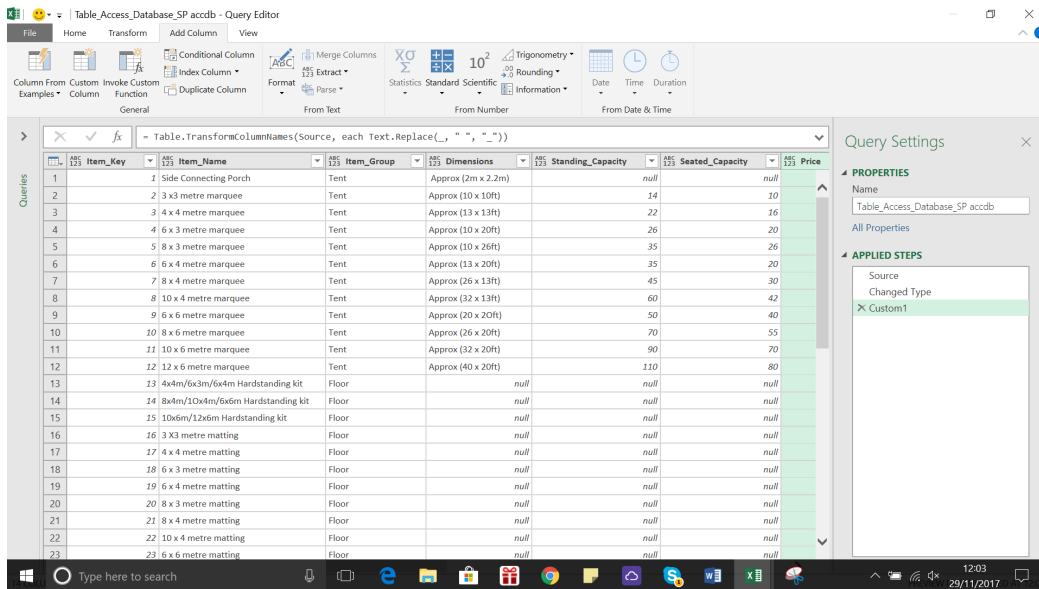 Table_Access_Database_SP accdb - Query Editor
File Home Transform Add Column View
Column From Examples Custom Column Invoke Custom Function Conditional Column Index Column Duplicate Column General
Format Merge Columns Extract Parse From Text
Statistics Standard Scientific Trigonometry Rounding Information From Number
Date Time Duration From Date & Time
= Table.TransformColumnNames(Source, each Text.Replace(_, " ", "_"))
Queries
Item_Key Item_Name Item_Group Dimensions Standing_Capacity Seated_Capacity Price
1 1 Side Connecting Porch Tent Approx (2m x 2.2m) null null
2 2 3 x3 metre marquee Tent Approx (10 x 10ft) 14 10
3 3 4 x 4 metre marquee Tent Approx (13 x 13ft) 22 16
4 4 6 x 3 metre marquee Tent Approx (10 x 20ft) 26 20
5 5 8 x 3 metre marquee Tent Approx (10 x 26ft) 35 26
6 6 6 x 4 metre marquee Tent Approx (13 x 20ft) 35 20
7 7 8 x 4 metre marquee Tent Approx (26 x 13ft) 45 30
8 8 10 x 4 metre marquee Tent Approx (32 x 13ft) 60 42
9 9 6 x 6 metre marquee Tent Approx (20 x 2Oft) 50 40
10 10 8 x 6 metre marquee Tent Approx (26 x 20ft) 70 55
11 11 10 x 6 metre marquee Tent Approx (32 x 20ft) 90 70
12 12 12 x 6 metre marquee Tent Approx (40 x 20ft) 110 80
13 13 4x4m/6x3m/6x4m Hardstanding kit Floor null null null
14 14 8x4m/1Ox4m/6x6m Hardstanding kit Floor null null null
15 15 10x6m/12x6m Hardstanding kit Floor null null null
16 16 3 X3 metre matting Floor null null null
17 17 4 x 4 metre matting Floor null null null
18 18 6 x 3 metre matting Floor null null null
19 19 6 x 4 metre matting Floor null null null
20 20 8 x 3 metre matting Floor null null null
21 21 8 x 4 metre matting Floor null null null
22 22 10 x 4 metre matting Floor null null null
23 23 6 x 6 metre matting Floor null null null
Query Settings
PROPERTIES
Name
Table_Access_Database_SP accdb
All Properties
APPLIED STEPS
Source
Changed Type
Custom1
Type here to search
12:03
29/11/2017